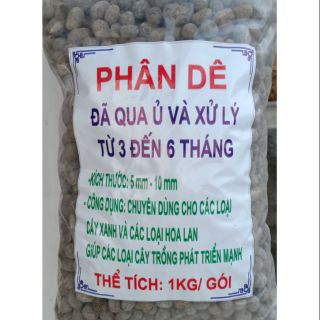 PHÂN DÊ
ĐÃ QUA Ủ VÀ XỬ LÝ
TỪ 3 ĐẾN 6 THÁNG
-KÍCH THƯỚC: 5 mm - 10 mm
- CÔNG DỤNG: CHUYÊN DÙNG CHO CÁC LOẠI
DÂY XANH VÀ CÁC LOẠI HOA LAN
GIÚP CÁC LOẠI CÂY TRỒNG PHÁT TRIỂN MẠNH
THỂ TÍCH: 1KG/ GÓI